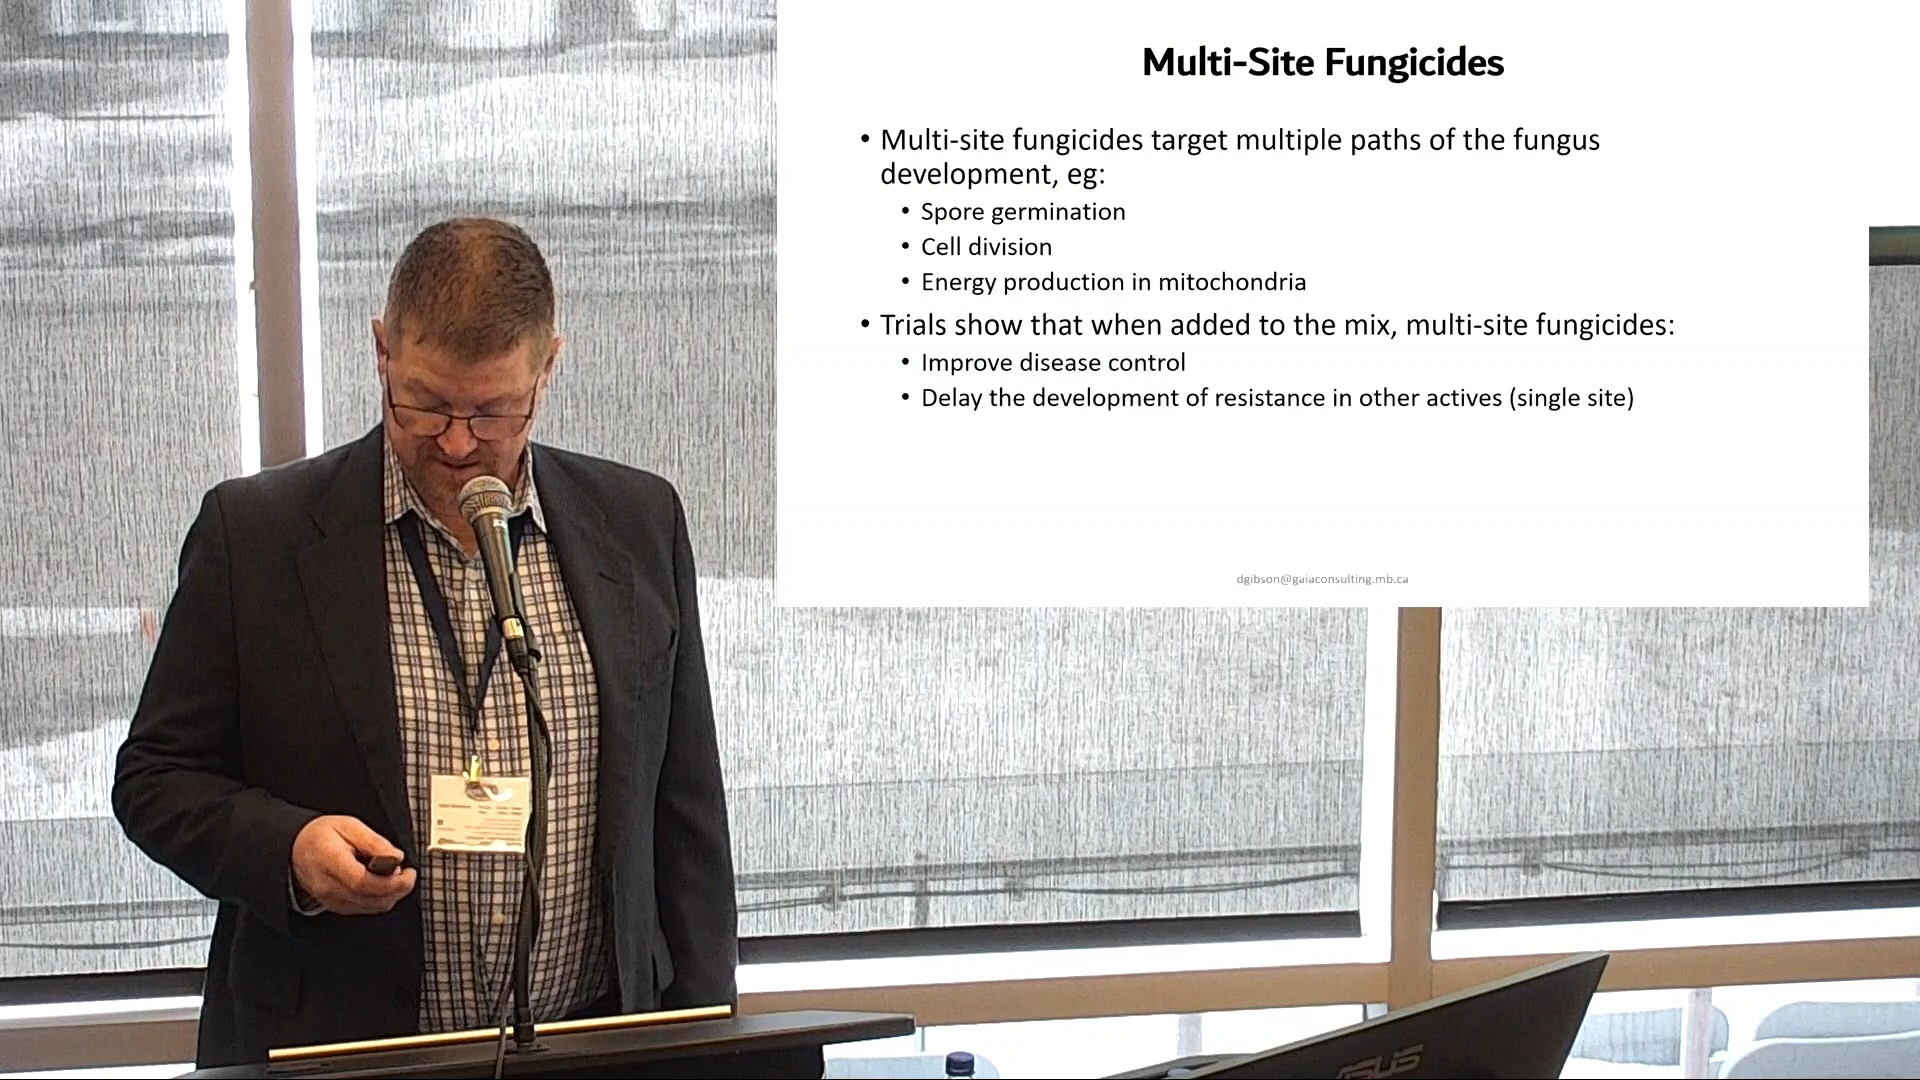 Multi-Site Fungicides
• Multi-site fungicides target multiple paths of the fungus
development, eg:
• Spore germination
• Cell division
• Energy production in mitochondria
• Trials show that when added to the mix, multi-site fungicides:
• Improve disease control
• Delay the development of resistance in other actives (single site)
dgibson@gaiaconsulting.mb.ca
ASUS